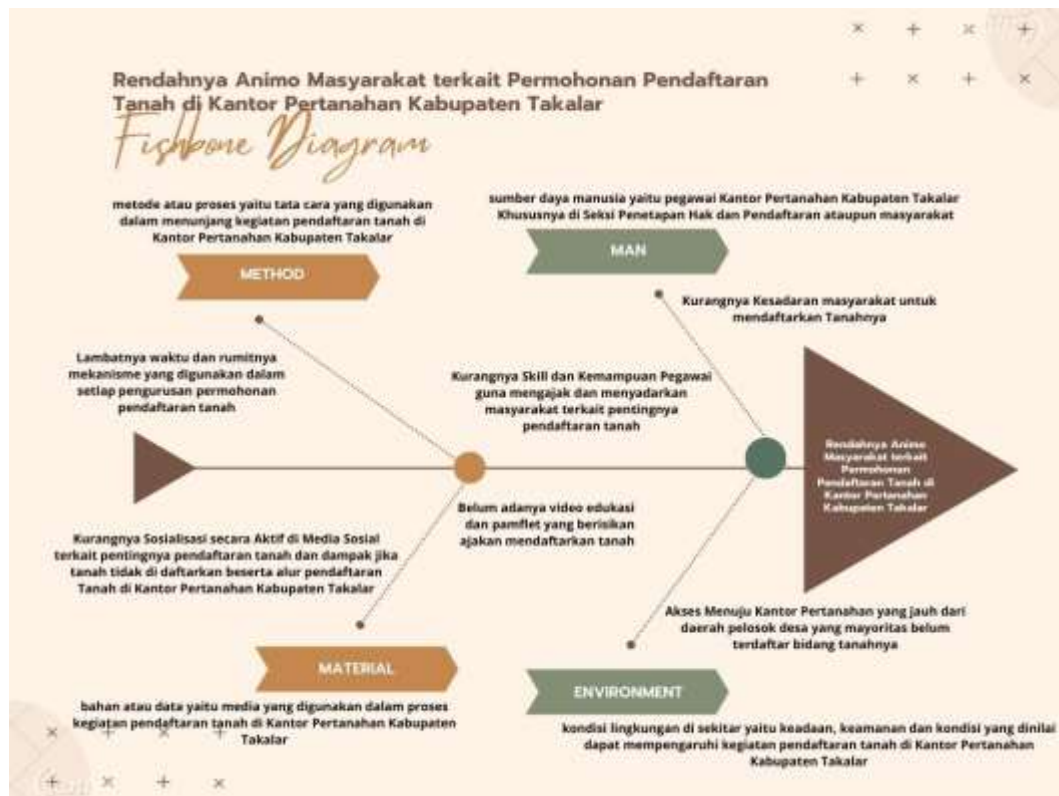 Rendahnya Animo Masyarakat terkait Permohonan Pendaftaran
Tanah di Kantor Pertanahan Kabupaten Takalar
Fishbone Diagram
metode atau proses yaitu tata cara yang digunakan
dalam menunjang kegiatan pendaftaran tanah di
Kantor Pertanahan Kabupaten Takalar
METHOD
sumber daya manusia yaitu pegawai Kantor Pertanahan Kabupaten Takalar
Khususnya di Seksi Penetapan Hak dan Pendaftaran ataupun masyarakat
MAN
Kurangnya Kesadaran masyarakat untuk
mendaftarkan Tanahnya
Lambatnya waktu dan rumitnya
mekanisme yang digunakan dalam
setiap pengurusan permohonan
pendaftaran tanah
Kurangnya Skill dan Kemampuan Pegawai
guna mengajak dan menyadarkan
masyarakat terkait pentingnya
pendaftaran tanah
Rendahnya Animo
Masyarakat terkait
Permohonan
Pendaftaran Tanah di
Kantor Pertanahan
Kabupaten Takalar
Kurangnya Sosialisasi secara Aktif di Media Sosial
terkait pentingnya pendaftaran tanah dan dampak jika
tanah tidak di daftarkan beserta alur pendaftaran
Tanah di Kantor Pertanahan Kabupaten Takalar
Belum adanya video edukasi
dan pamflet yang berisikan
ajakan mendaftarkan tanah
Akses Menuju Kantor Pertanahan yang jauh dari
daerah pelosok desa yang mayoritas belum
terdaftar bidang tanahnya
MATERIAL
bahan atau data yaitu media yang digunakan dalam proses
kegiatan pendaftaran tanah di Kantor Pertanahan Kabupaten
Takalar
ENVIRONMENT
kondisi lingkungan di sekitar yaitu keadaan, keamanan dan kondisi yang dinilai
dapat mempengaruhi kegiatan pendaftaran tanah di Kantor Pertanahan
Kabupaten Takalar